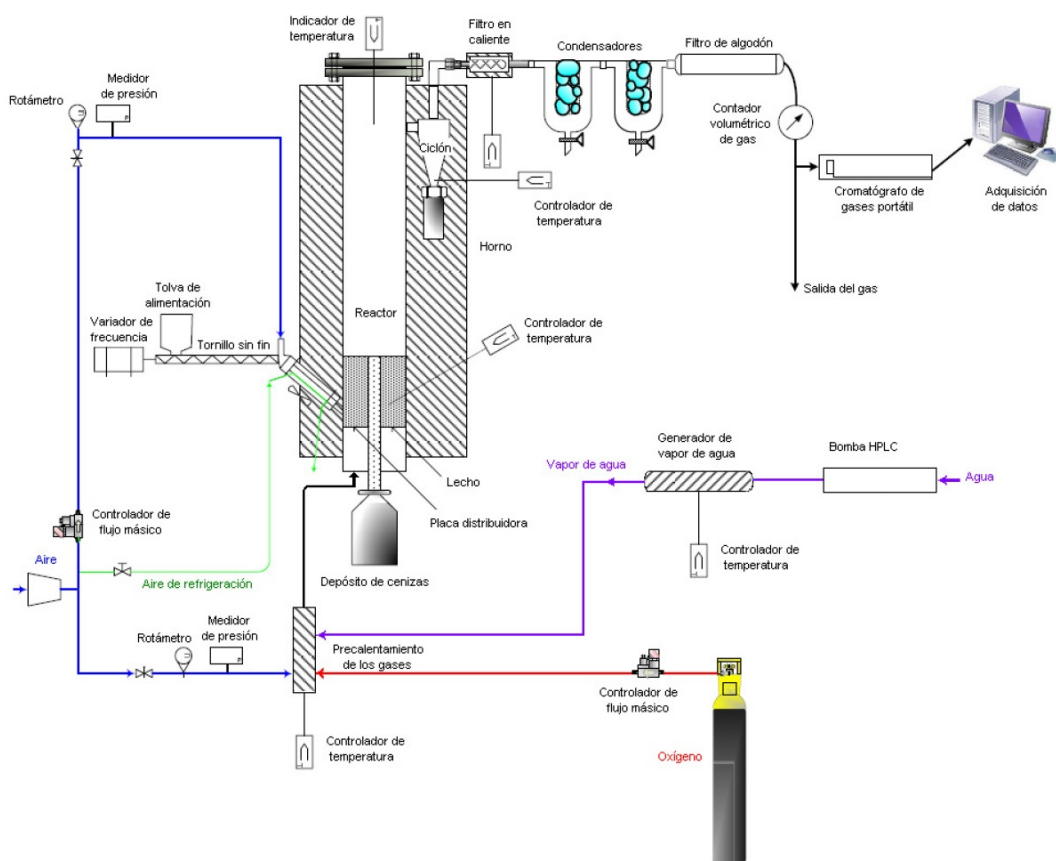 Indicador de
temperatura
Filtro en
caliente
Condensadores
Filtro de algodón
Medidor
de presión
Rotámetro
Contador
volumétrico
de gas
Ciclón
Cromatógrafo de
gases portátil
Adquisición
de datos
Controlador de
temperatura
Horno
Salida del gas
Tolva de
alimentación
Variador de
frecuencia
Tornillo sin fin
Reactor
Controlador de
temperatura
Generador de
vapor de agua
Bomba HPLC
Vapor de agua
Agua
Lecho
Placa distribuidora
Controlador de
flujo másico
Controlador de
temperatura
Aire
Aire de refrigeración
Depósito de cenizas
Rotámetro
Medidor
de presión
Precalentamiento
de los gases
Controlador de
flujo másico
Controlador de
temperatura
Oxígeno